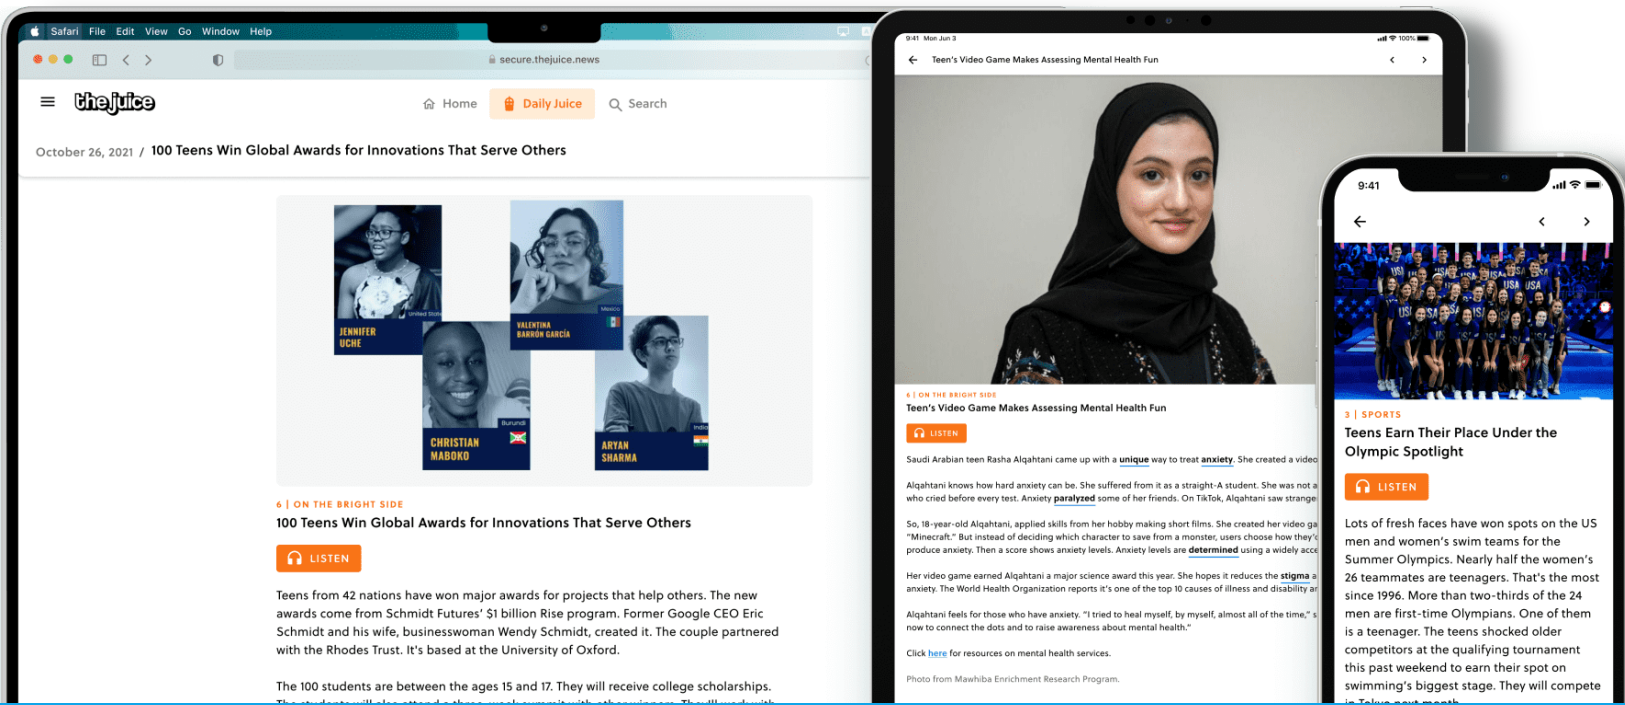 Safari File Edit View Go Window Help
secure.thejuice.news
thejuice
Home Daily Juice Search
October 26, 2021 / 100 Teens Win Global Awards for Innovations That Serve Others
United State
JENNIFER
UCHE
Mexico
VALENTINA
BARRÓN GARCÍA
Burundi
CHRISTIAN
MABOKO
India
ARYAN
SHARMA
6 | ON THE BRIGHT SIDE
100 Teens Win Global Awards for Innovations That Serve Others
LISTEN
Teens from 42 nations have won major awards for projects that help others. The new
awards come from Schmidt Futures’ $1 billion Rise program. Former Google CEO Eric
Schmidt and his wife, businesswoman Wendy Schmidt, created it. The couple partnered
with the Rhodes Trust. It's based at the University of Oxford.
The 100 students are between the ages 15 and 17. They will receive college scholarships.
9:41 Mon Jun 3
100%
Teen’s Video Game Makes Assessing Mental Health Fun
6 | ON THE BRIGHT SIDE
Teen’s Video Game Makes Assessing Mental Health Fun
LISTEN
Saudi Arabian teen Rasha Alqahtani came up with a unique way to treat anxiety. She created a video
Alqahtani knows how hard anxiety can be. She suffered from it as a straight-A student. She was not a
who cried before every test. Anxiety paralyzed some of her friends. On TikTok, Alqahtani saw strange
So, 18-year-old Alqahtani, applied skills from her hobby making short films. She created her video ga
“Minecraft.” But instead of deciding which character to save from a monster, users choose how they’d
produce anxiety. Then a score shows anxiety levels. Anxiety levels are determined using a widely acce
Her video game earned Alqahtani a major science award this year. She hopes it reduces the stigma a
anxiety. The World Health Organization reports it’s one of the top 10 causes of illness and disability ar
Alqahtani feels for those who have anxiety. “I tried to heal myself, by myself, almost all of the time,” s
now to connect the dots and to raise awareness about mental health.”
Click here for resources on mental health services.
Photo from Mawhiba Enrichment Research Program.
9:41
USA
USA
USA
3 | SPORTS
Teens Earn Their Place Under the
Olympic Spotlight
LISTEN
Lots of fresh faces have won spots on the US
men and women’s swim teams for the
Summer Olympics. Nearly half the women’s
26 teammates are teenagers. That's the most
since 1996. More than two-thirds of the 24
men are first-time Olympians. One of them
is a teenager. The teens shocked older
competitors at the qualifying tournament
this past weekend to earn their spot on
swimming’s biggest stage. They will compete
in Tokyo next month.